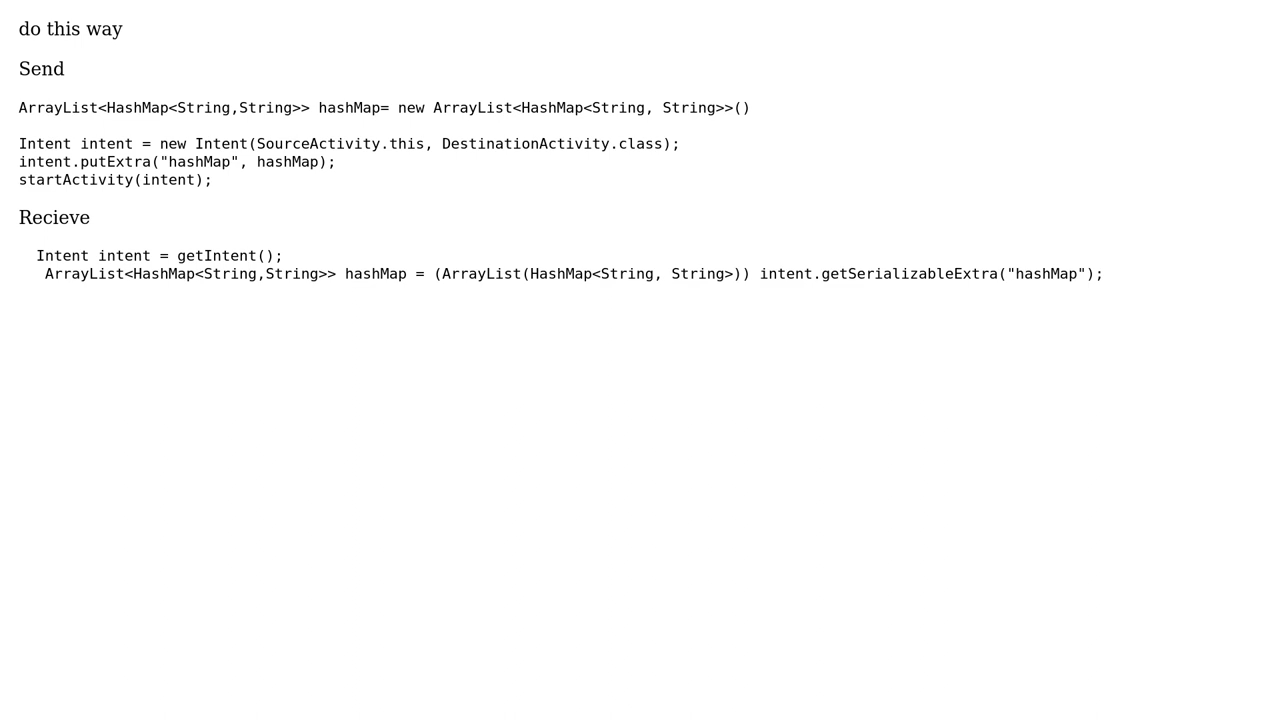 do this way
Send
ArrayList<HashMap<String,String>> hashMap= new ArrayList<HashMap<String, String>>()
Intent intent = new Intent(SourceActivity.this, DestinationActivity.class);
intent.putExtra("hashMap", hashMap);
startActivity(intent);
Recieve
Intent intent = getIntent();
ArrayList<HashMap<String,String>> hashMap = (ArrayList(HashMap<String, String>)) intent.getSerializableExtra("hashMap");